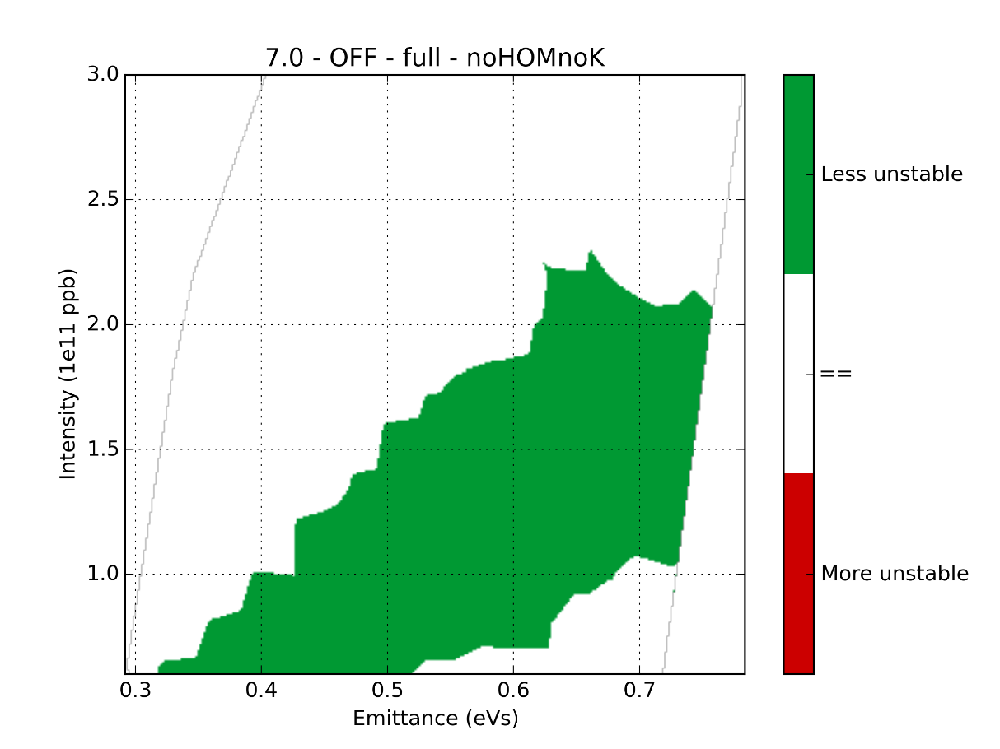 7.0 - OFF - full - noHOMnoK
3.0
2.5
2.0
1.5
1.0
Intensity (1e11 ppb)
0.3 0.4 0.5 0.6 0.7
Emittance (eVs)
Less unstable
==
More unstable